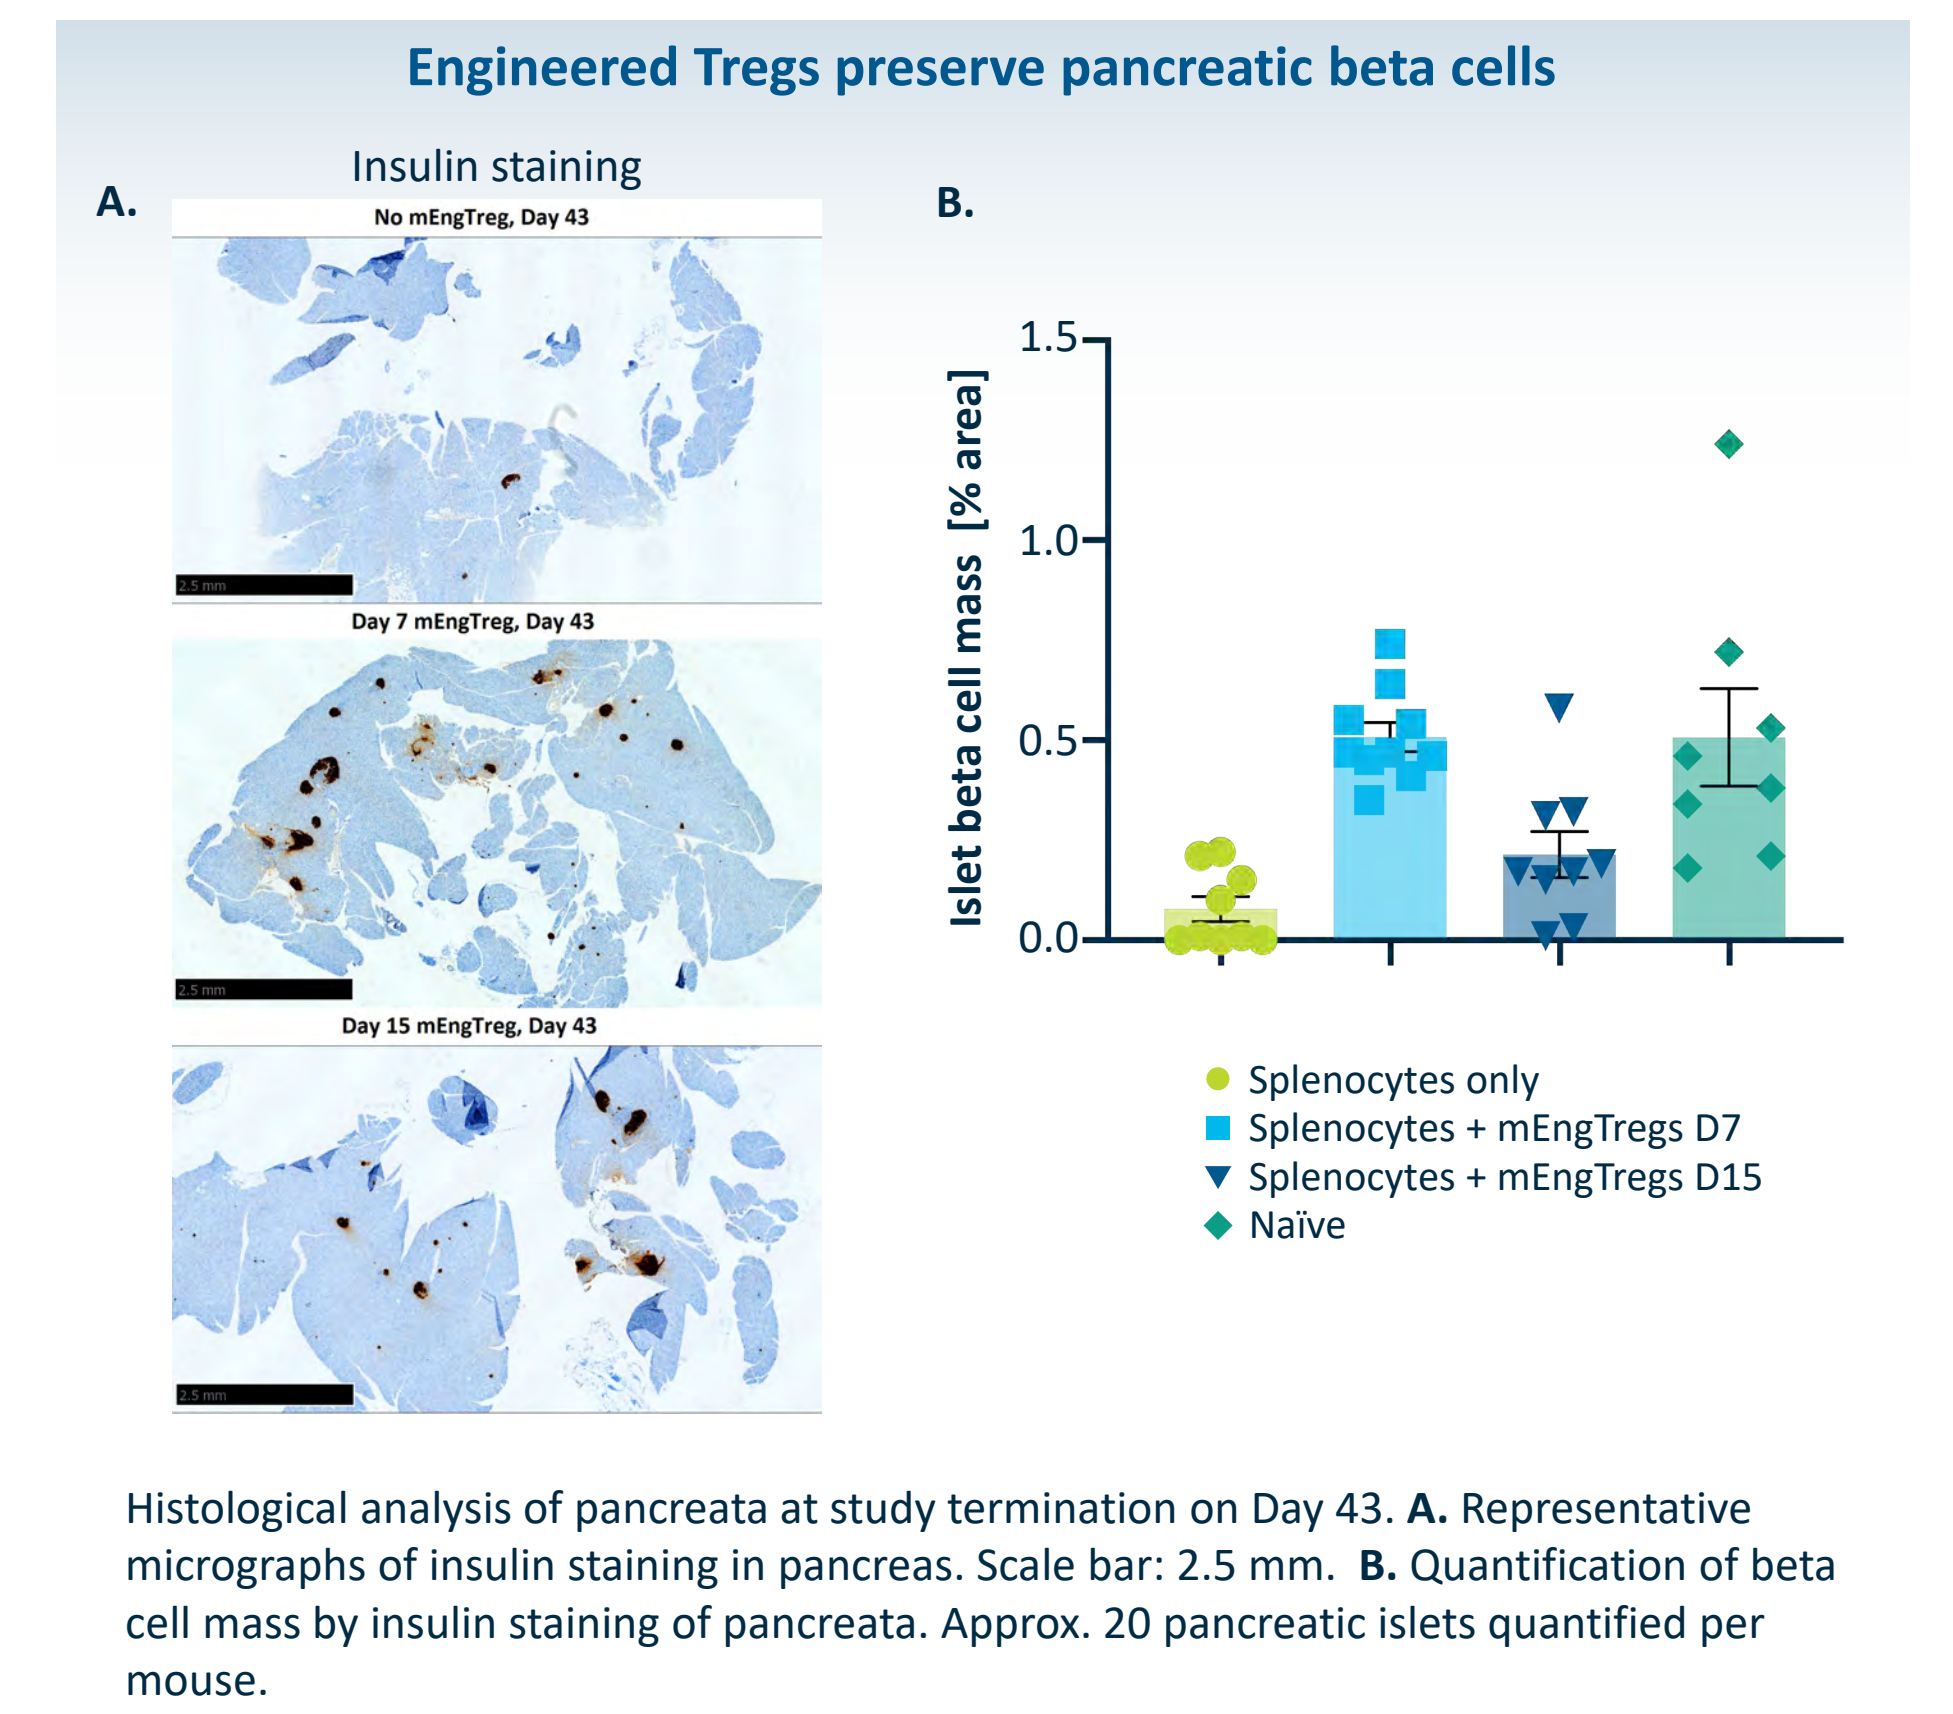 Engineered Tregs preserve pancreatic beta cells
A.
Insulin staining
No mEngTreg, Day 43
2.5 mm
Day 7 mEngTreg, Day 43
2.5 mm
Day 15 mEngTreg, Day 43
2.5 mm
B.
Islet beta cell mass [% area]
1.5
1.0
0.5
0.0
Splenocytes only
Splenocytes + mEngTregs D7
Splenocytes + mEngTregs D15
Naïve
Histological analysis of pancreata at study termination on Day 43. A. Representative
micrographs of insulin staining in pancreas. Scale bar: 2.5 mm. B. Quantification of beta
cell mass by insulin staining of pancreata. Approx. 20 pancreatic islets quantified per
mouse.